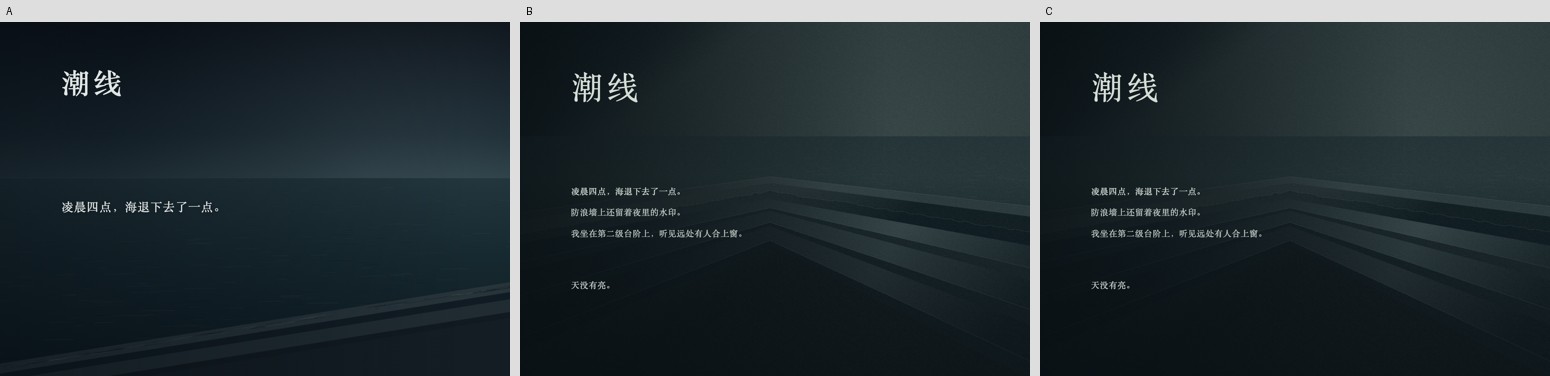 A
潮线
凌晨四点，海退下去了一点。
B
潮线
凌晨四点，海退下去了一点。
防浪墙上还留着夜里的水印。
我坐在第二级台阶上，听见远处有人合上窗。
天没有亮。
C
潮线
凌晨四点，海退下去了一点。
防浪墙上还留着夜里的水印。
我坐在第二级台阶上，听见远处有人合上窗。
天没有亮。